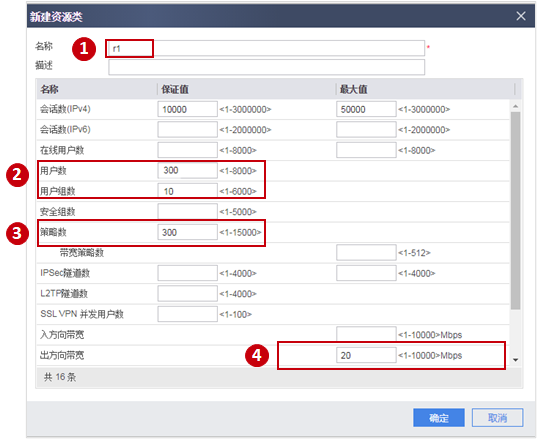 新建资源类
名称 1 r1 *
描述
名称 保证值 最大值
会话数(IPv4) 10000 <1-3000000> 50000 <1-3000000>
会话数(IPv6) <1-2000000> <1-2000000>
在线用户数 <1-8000> <1-8000>
2 用户数 300 <1-8000>
用户组数 10 <1-6000>
安全组数 <1-5000>
3 策略数 300 <1-15000>
带宽策略数 <1-512>
IPSec隧道数 <1-4000> <1-4000>
L2TP隧道数 <1-4000>
SSL VPN 并发用户数 <1-100>
入方向带宽 <1-10000>Mbps
出方向带宽 4 20 <1-10000>Mbps
共 16 条
确定 取消